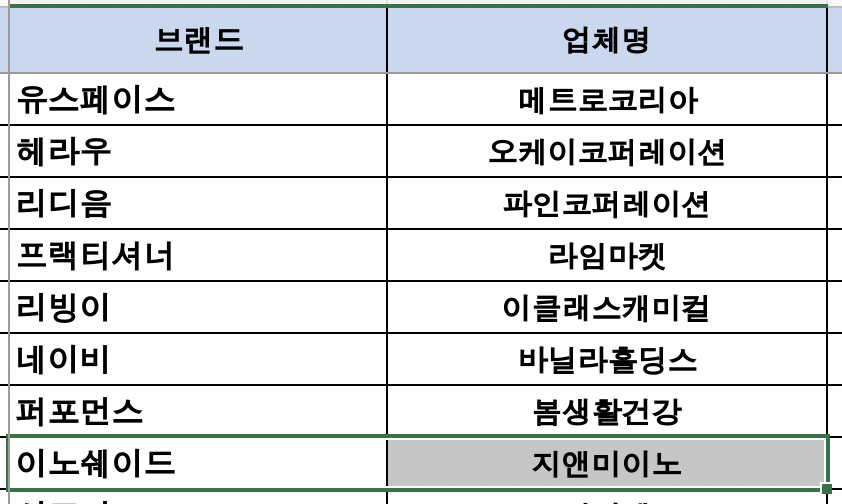 브랜드 업체명
유스페이스 메트로코리아
헤라우 오케이코퍼레이션
리디음 파인코퍼레이션
프랙티셔너 라임마켓
리빙이 이클래스캐미컬
네이비 바닐라홀딩스
퍼포먼스 봄생활건강
이노쉐이드 지앤미이노